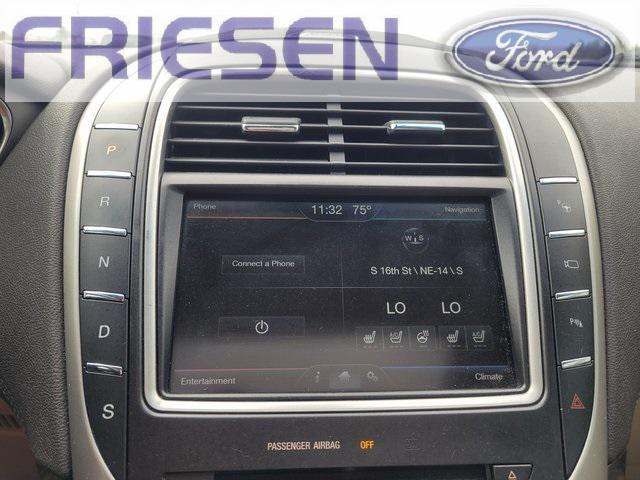 FRIESEN
Ford
P
R
N
D
S
Phone
11:32 75°
Navigation
W S
Connect a Phone
S 16th St \ NE-14 \ S
LO LO
A/C A/C
Entertainment
i
Climate
PASSENGER AIRBAG OFF